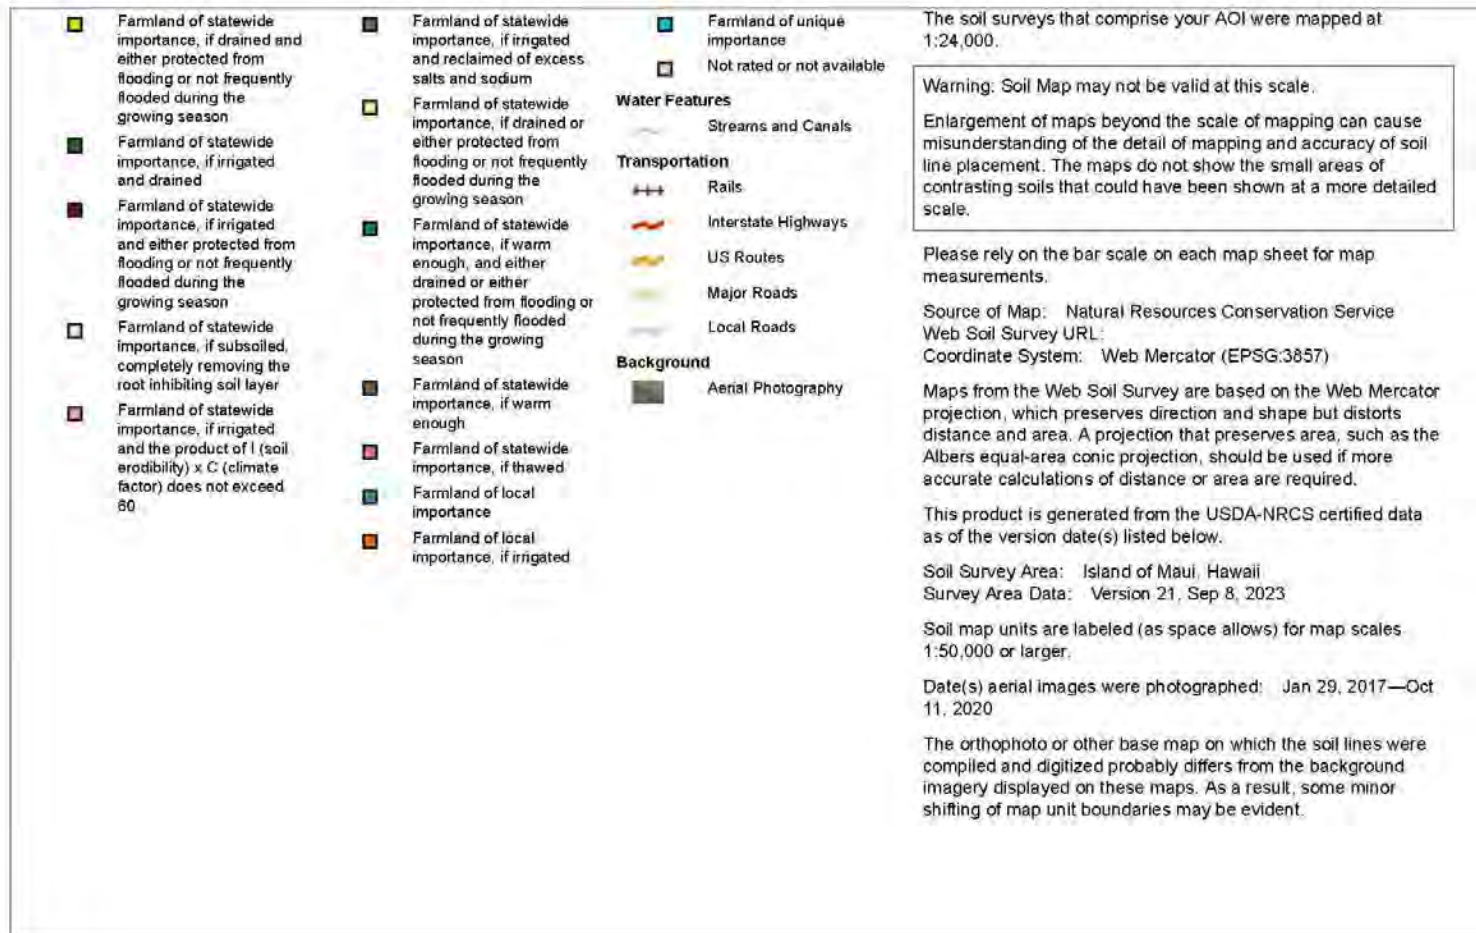 Farmland of statewide
importance, if drained and
either protected from
flooding or not frequently
flooded during the
growing season
Farmland of statewide
importance, if irrigated
and drained
Farmland of statewide
importance, if irrigated
and either protected from
flooding or not frequently
flooded during the
growing season
Farmland of statewide
importance, if subsoiled,
completely removing the
root inhibiting soil layer
Farmland of statewide
importance, if irrigated
and the product of I (soil
erodibility) x C (climate
factor) does not exceed
60
Farmland of statewide
importance, if irrigated
and reclaimed of excess
salts and sodium
Farmland of statewide
importance, if drained or
either protected from
flooding or not frequently
flooded during the
growing season
Farmland of statewide
importance, if warm
enough, and either
drained or either
protected from flooding or
not frequently flooded
during the growing
season
Farmland of statewide
importance, if warm
enough
Farmland of statewide
importance, if thawed
Farmland of local
importance
Farmland of local
importance, if irrigated
Farmland of unique
importance
Not rated or not available
Water Features
Streams and Canals
Transportation
Rails
Interstate Highways
US Routes
Major Roads
Local Roads
Background
Aerial Photography
The soil surveys that comprise your AOI were mapped at
1:24,000.
Warning: Soil Map may not be valid at this scale.
Enlargement of maps beyond the scale of mapping can cause
misunderstanding of the detail of mapping and accuracy of soil
line placement. The maps do not show the small areas of
contrasting soils that could have been shown at a more detailed
scale.
Please rely on the bar scale on each map sheet for map
measurements.
Source of Map: Natural Resources Conservation Service
Web Soil Survey URL:
Coordinate System: Web Mercator (EPSG:3857)
Maps from the Web Soil Survey are based on the Web Mercator
projection, which preserves direction and shape but distorts
distance and area. A projection that preserves area, such as the
Albers equal-area conic projection, should be used if more
accurate calculations of distance or area are required.
This product is generated from the USDA-NRCS certified data
as of the version date(s) listed below.
Soil Survey Area: Island of Maui, Hawaii
Survey Area Data: Version 21, Sep 8, 2023
Soil map units are labeled (as space allows) for map scales
1:50,000 or larger.
Date(s) aerial images were photographed: Jan 29, 2017—Oct
11, 2020
The orthophoto or other base map on which the soil lines were
compiled and digitized probably differs from the background
imagery displayed on these maps. As a result, some minor
shifting of map unit boundaries may be evident.